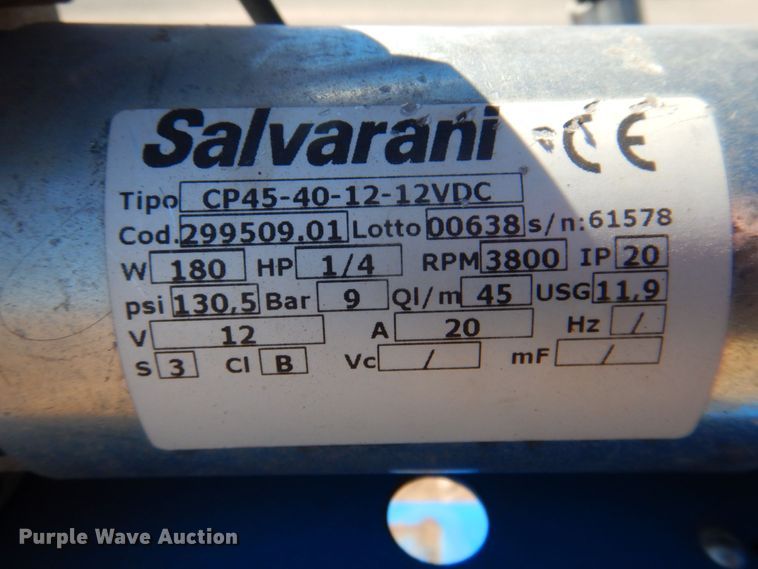 Salvarani CE
Tipo CP45-40-12-12VDC
Cod. 299509.01 Lotto 00638 s/n: 61578
W 180 HP 1/4 RPM 3800 IP 20
psi 130,5 Bar 9 Ql/m 45 USG 11,9
V 12 A 20 Hz /
S 3 Cl B Vc / mF /
Purple Wave Auction